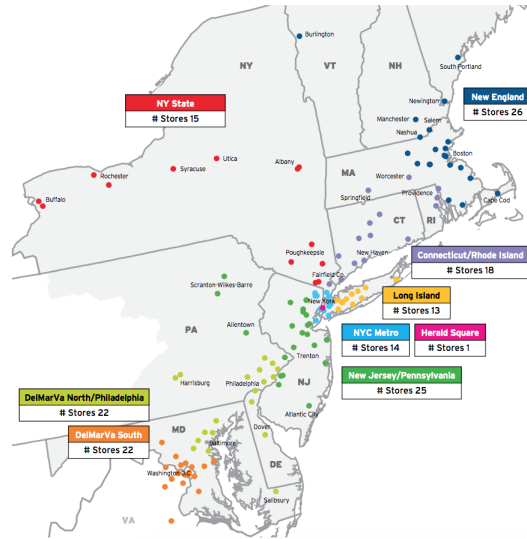 Burlington
NY
VT
NH
South Portland
NY State
# Stores 15
Newington
New England
# Stores 26
Manchester
Salem
Nashua
Utica
Albany
Boston
Syracuse
Rochester
MA
Worcester
Buffalo
Springfield
Providence
Cape Cod
CT
RI
Poughkeepsie
New Haven
Connecticut/Rhode Island
# Stores 18
Fairfield Co.
Scranton-Wilkes-Barre
Long Island
# Stores 13
New York
PA
Allentown
NYC Metro
# Stores 14
Herald Square
# Stores 1
Trenton
New Jersey/Pennsylvania
# Stores 25
Harrisburg
Philadelphia
NJ
DelMarVa North/Philadelphia
# Stores 22
Atlantic City
DelMarVa South
# Stores 22
MD
Dover
Baltimore
DE
Washington D.C.
Salibsury
VA